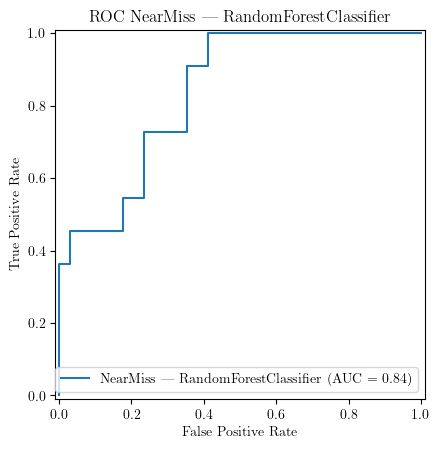 ROC NearMiss — RandomForestClassifier
1.0
0.8
0.6
0.4
0.2
0.0
True Positive Rate
NearMiss — RandomForestClassifier (AUC = 0.84)
0.0 0.2 0.4 0.6 0.8 1.0
False Positive Rate